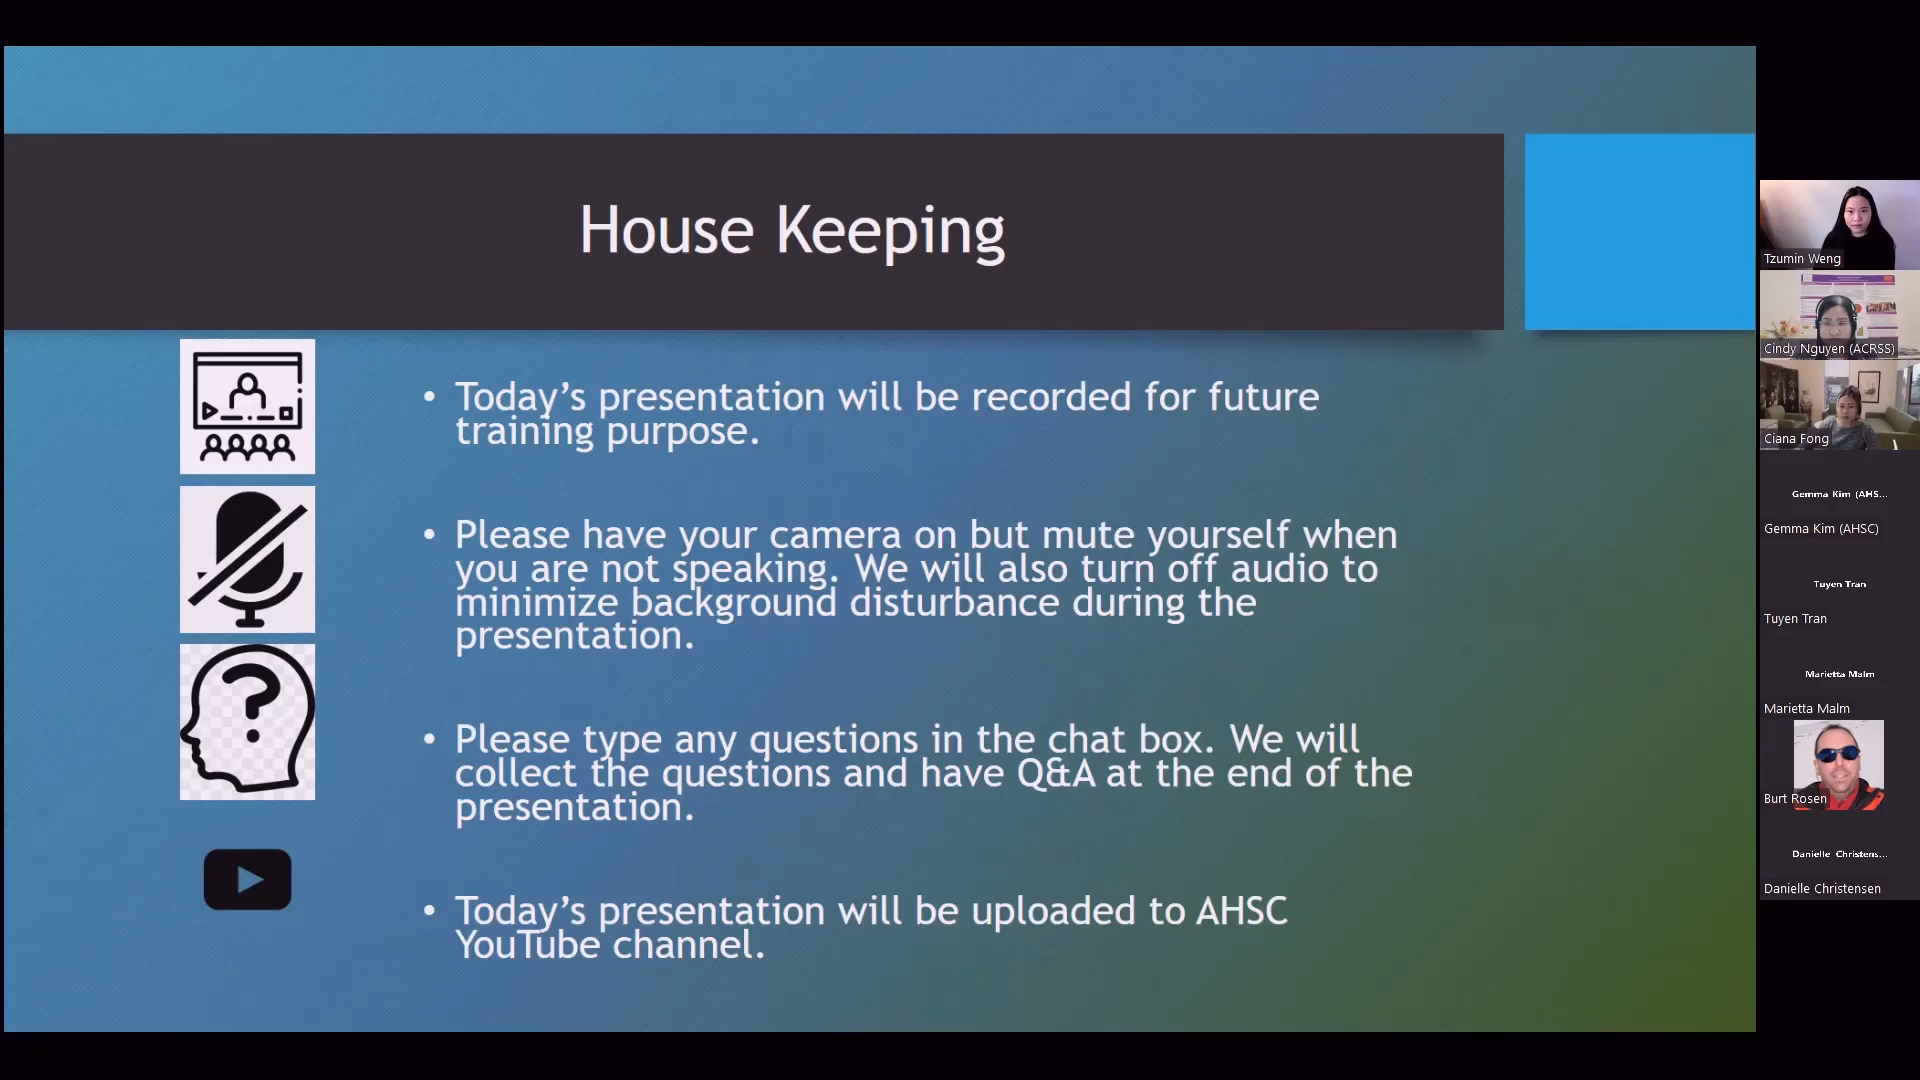 House Keeping
• Today’s presentation will be recorded for future
training purpose.
• Please have your camera on but mute yourself when
you are not speaking. We will also turn off audio to
minimize background disturbance during the
presentation.
• Please type any questions in the chat box. We will
collect the questions and have Q&A at the end of the
presentation.
• Today’s presentation will be uploaded to AHSC
YouTube channel.
Tzumin Weng
Cindy Nguyen (ACRSS)
Ciana Fong
Gemma Kim (AHS...
Gemma Kim (AHSC)
Tuyen Tran
Tuyen Tran
Marietta Malm
Marietta Malm
Burt Rosen
Danielle Christens...
Danielle Christensen